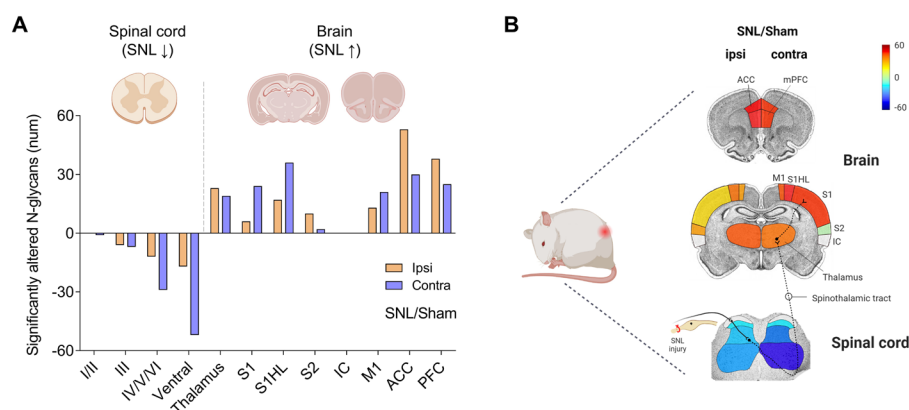 A
Spinal cord
(SNL ↓)
Brain
(SNL ↑)
Significantly altered N-glycans (num)
60
30
0
-30
-60
Ipsi
Contra
SNL/Sham
I/II
III
IV/V/VI
Ventral
Thalamus
S1
S1HL
S2
IC
M1
ACC
PFC
B
SNL/Sham
ipsi contra
ACC
mPFC
60
0
-60
Brain
M1 S1HL
S1
S2
IC
Thalamus
Spinothalamic tract
SNL
injury
Spinal cord